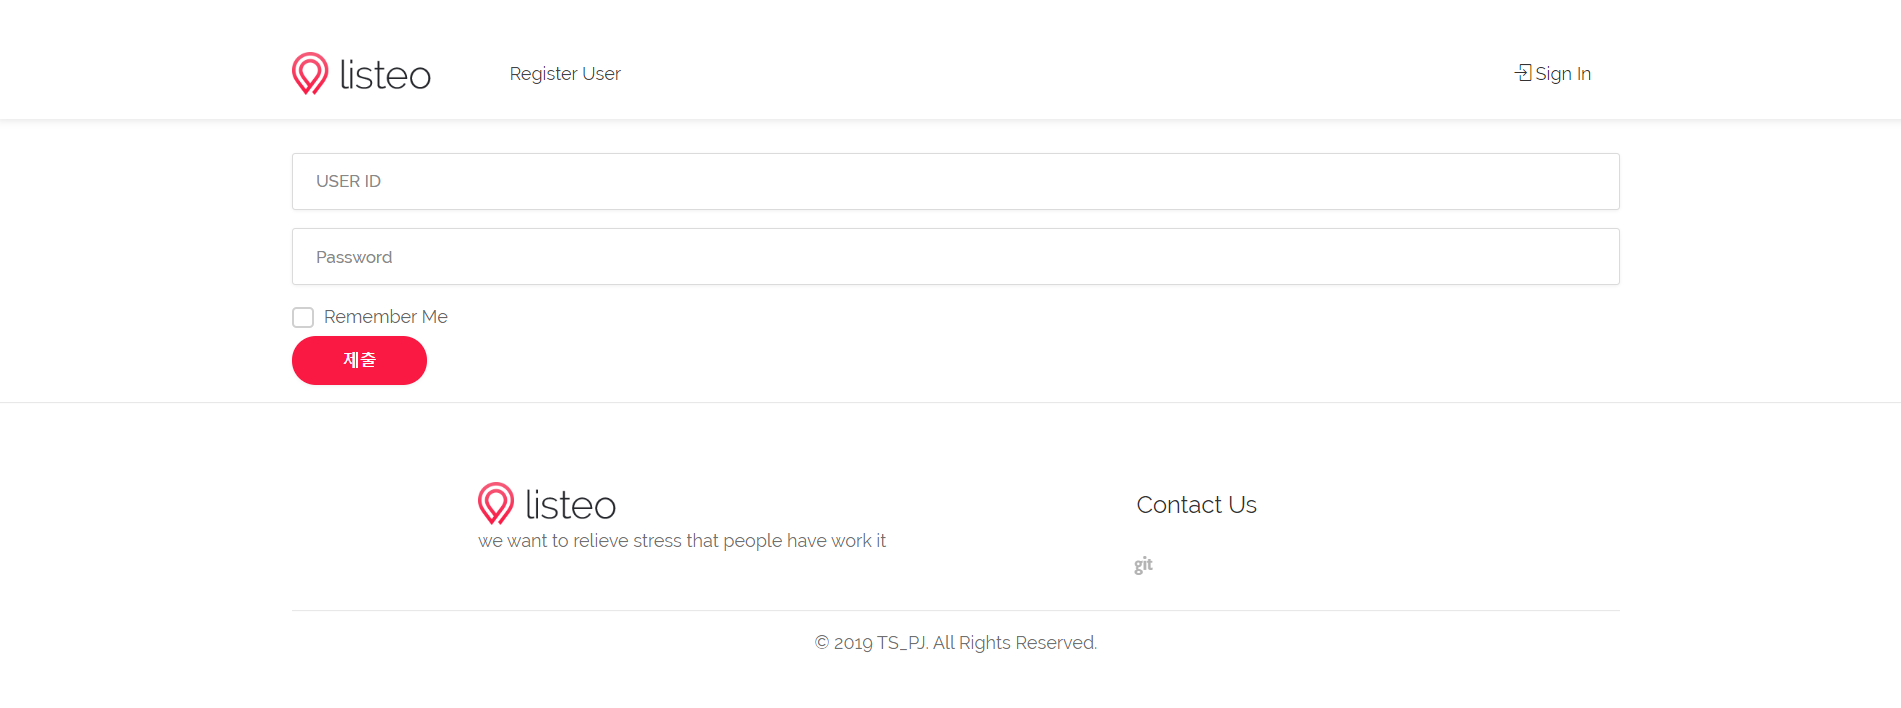 listeo
Register User
Sign In
USER ID
Password
Remember Me
제출
listeo
we want to relieve stress that people have work it
Contact Us
git
© 2019 TS_PJ. All Rights Reserved.